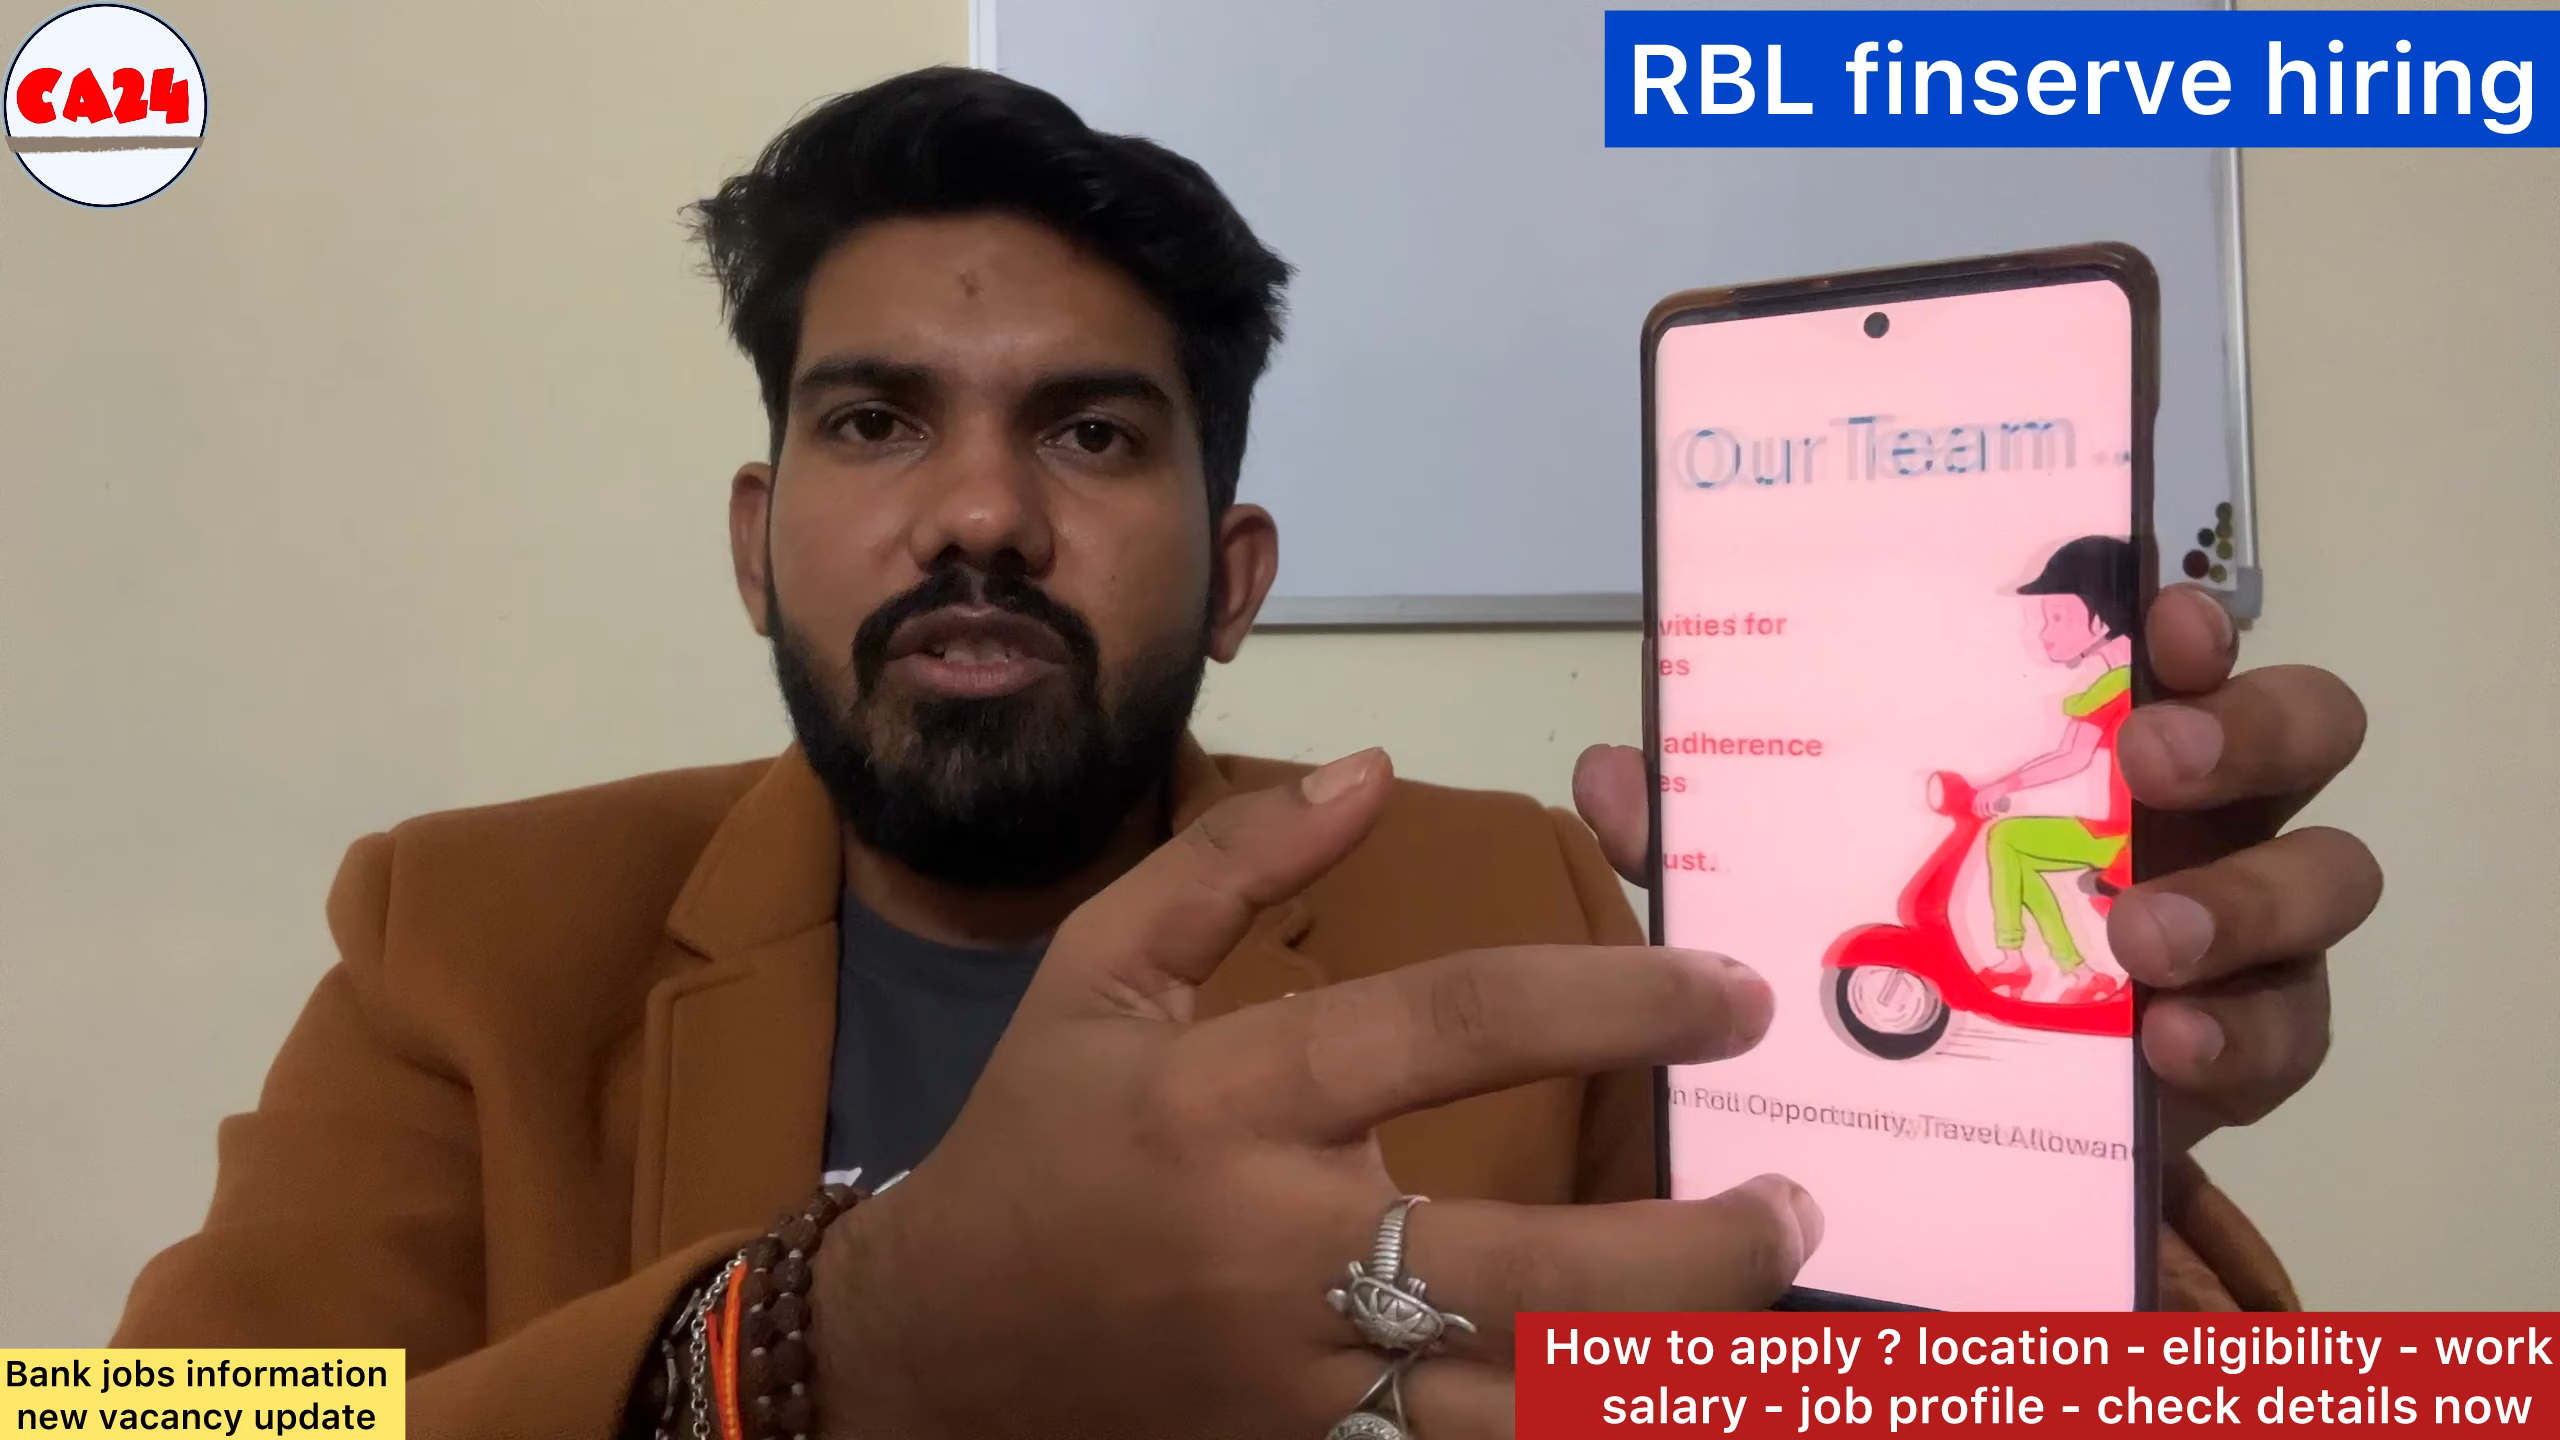 CA24
RBL finserve hiring
Our Team ..
vities for
es
adherence
es
ust.
n Roll Opportunity, Travel Allowan
Bank jobs information
new vacancy update
How to apply ? location - eligibility - work
salary - job profile - check details now